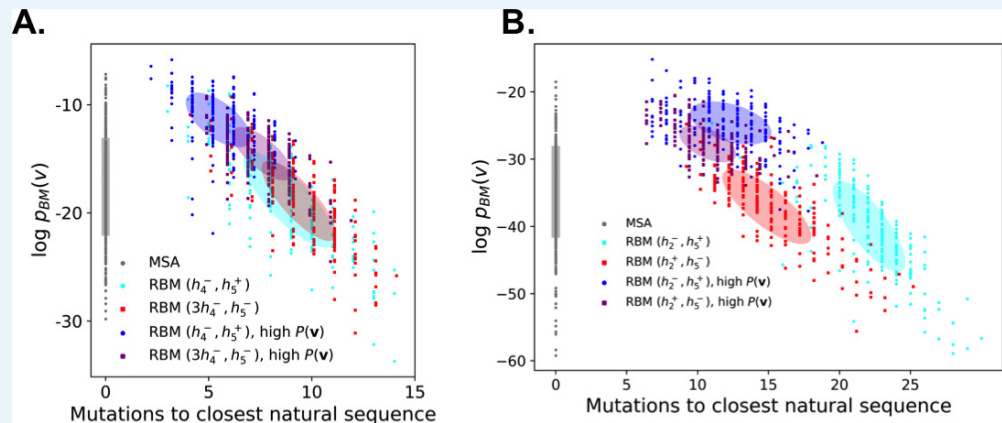 A.
-10
-20
-30
log p_BM(v)
MSA
RBM (h₄⁻, h₅⁺)
RBM (3h₄⁻, h₅⁻)
RBM (h₄⁻, h₅⁺), high P(v)
RBM (3h₄⁻, h₅⁻), high P(v)
0 5 10 15
Mutations to closest natural sequence
B.
−20
−30
−40
−50
−60
log p_BM(v)
MSA
RBM (h₂⁻, h₅⁺)
RBM (h₂⁺, h₅⁻)
RBM (h₂⁻, h₅⁺), high P(v)
RBM (h₂⁺, h₅⁻), high P(v)
0 5 10 15 20 25
Mutations to closest natural sequence